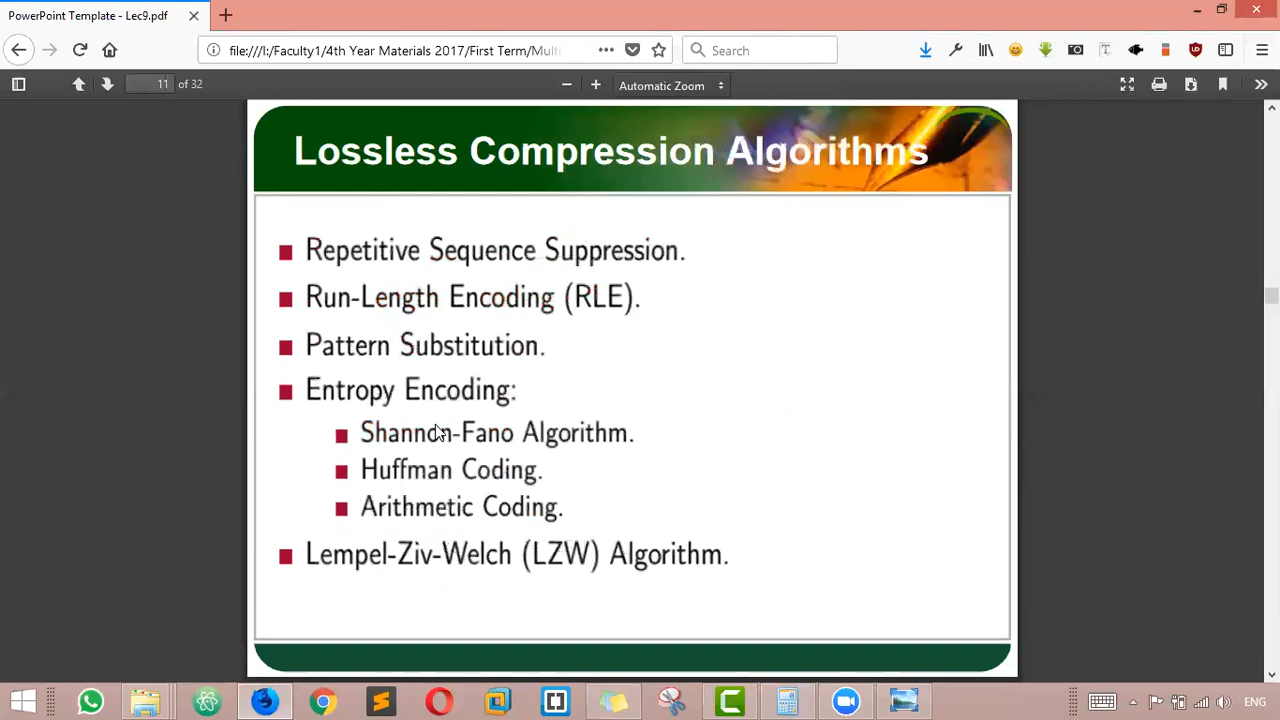 PowerPoint Template - Lec9.pdf
file:///I:/Faculty1/4th Year Materials 2017/First Term/Mult
Search
11 of 32
Automatic Zoom
Lossless Compression Algorithms
Repetitive Sequence Suppression.
Run-Length Encoding (RLE).
Pattern Substitution.
Entropy Encoding:
Shannon-Fano Algorithm.
Huffman Coding.
Arithmetic Coding.
Lempel-Ziv-Welch (LZW) Algorithm.
ENG